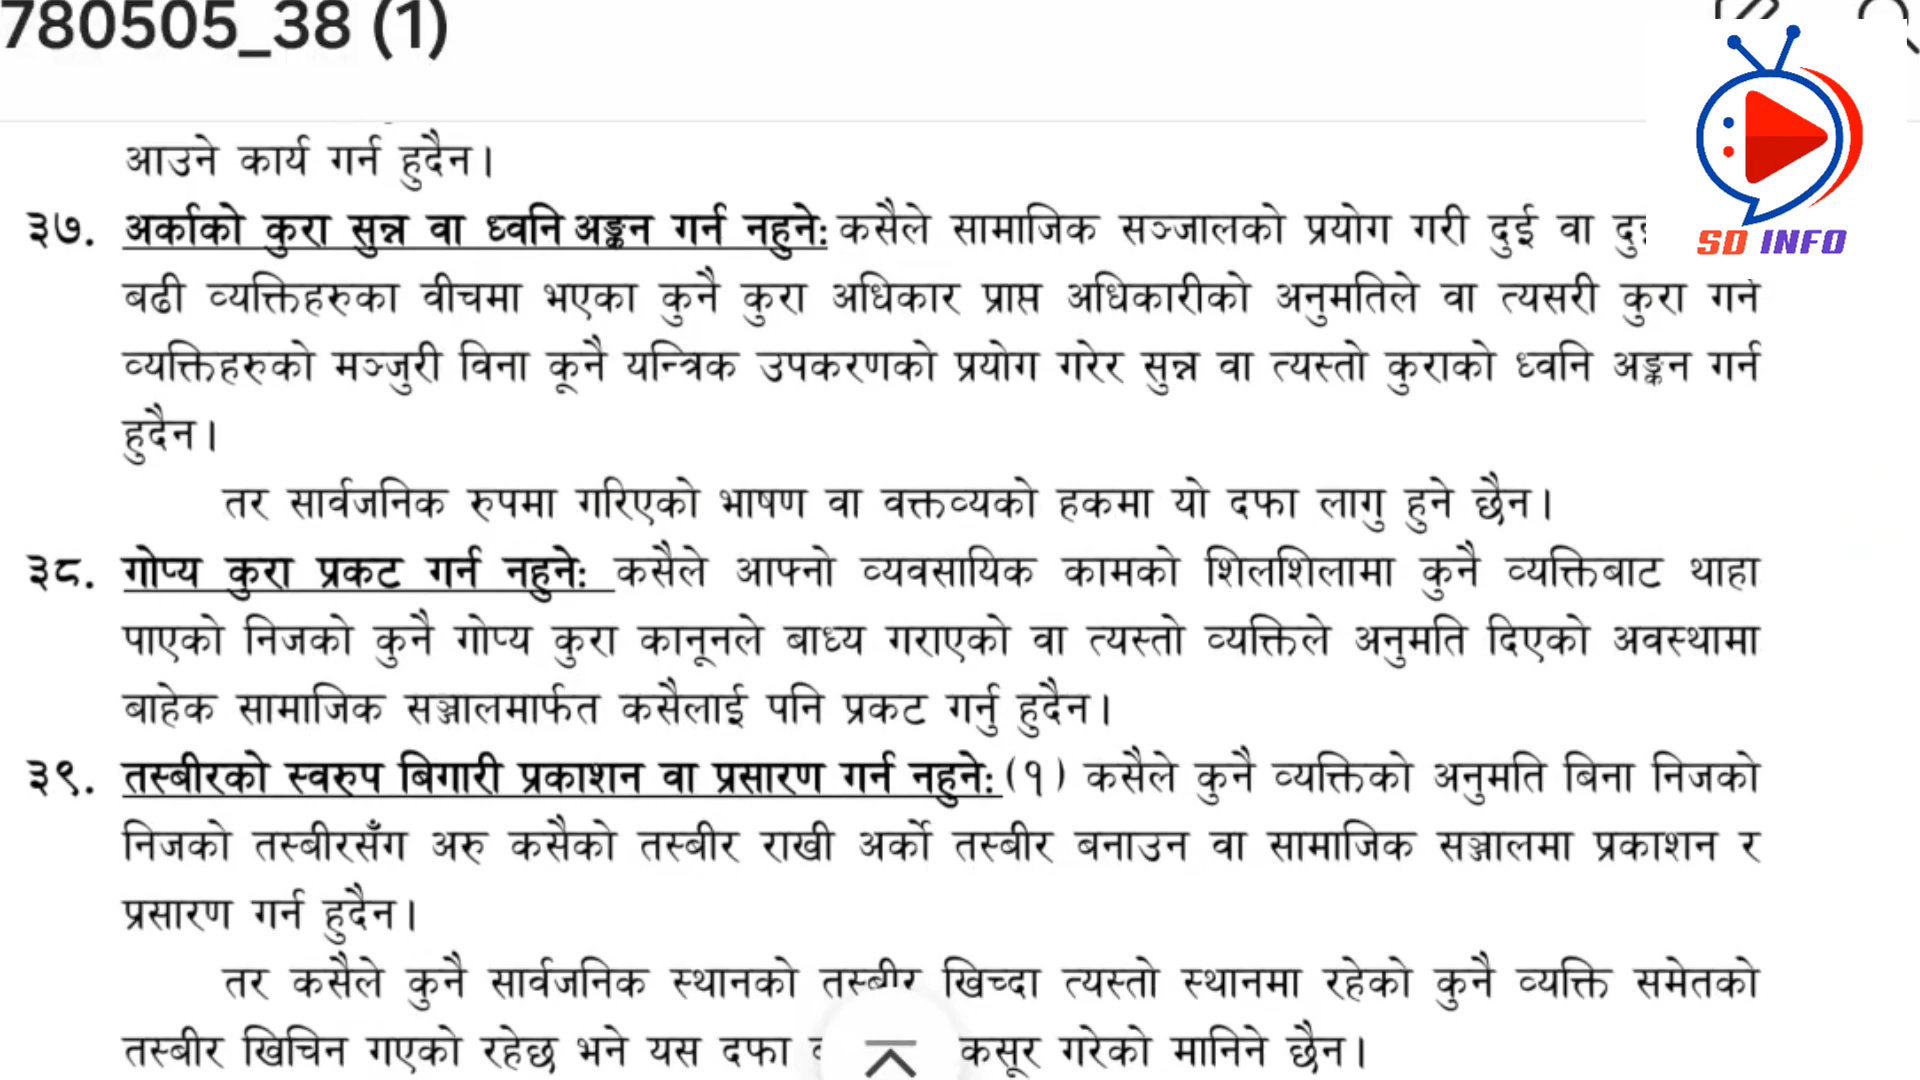 780505_38 (1)
SD INFO
आउने कार्य गर्न हुदैन।
३७. अर्काको कुरा सुन्न वा ध्वनि अङ्कन गर्न नहुनेः कसैले सामाजिक सञ्जालको प्रयोग गरी दुई वा
बढी व्यक्तिहरुका वीचमा भएका कुनै कुरा अधिकार प्राप्त अधिकारीको अनुमतिले वा त्यसरी कुरा गर्ने
व्यक्तिहरुको मञ्जुरी विना कूनै यन्त्रिक उपकरणको प्रयोग गरेर सुन्न वा त्यस्तो कुराको ध्वनि अङ्कन गर्न
हुदैन।
तर सार्वजनिक रुपमा गरिएको भाषण वा वक्तव्यको हकमा यो दफा लागु हुने छैन।
३८. गोप्य कुरा प्रकट गर्न नहुनेः कसैले आफ्नो व्यवसायिक कामको शिलशिलामा कुनै व्यक्तिबाट थाहा
पाएको निजको कुनै गोप्य कुरा कानूनले बाध्य गराएको वा त्यस्तो व्यक्तिले अनुमति दिएको अवस्थामा
बाहेक सामाजिक सञ्जालमार्फत कसैलाई पनि प्रकट गर्नु हुदैन।
३९. तस्बीरको स्वरुप बिगारी प्रकाशन वा प्रसारण गर्न नहुनेः (१) कसैले कुनै व्यक्तिको अनुमति बिना निजको
निजको तस्बीरसँग अरु कसैको तस्बीर राखी अर्को तस्बीर बनाउन वा सामाजिक सञ्जालमा प्रकाशन र
प्रसारण गर्न हुदैन।
तर कसैले कुनै सार्वजनिक स्थानको तस्बीर खिच्दा त्यस्तो स्थानमा रहेको कुनै व्यक्ति समेतको
तस्बीर खिचिन गएको रहेछ भने यस दफा कसूर गरेको मानिने छैन।